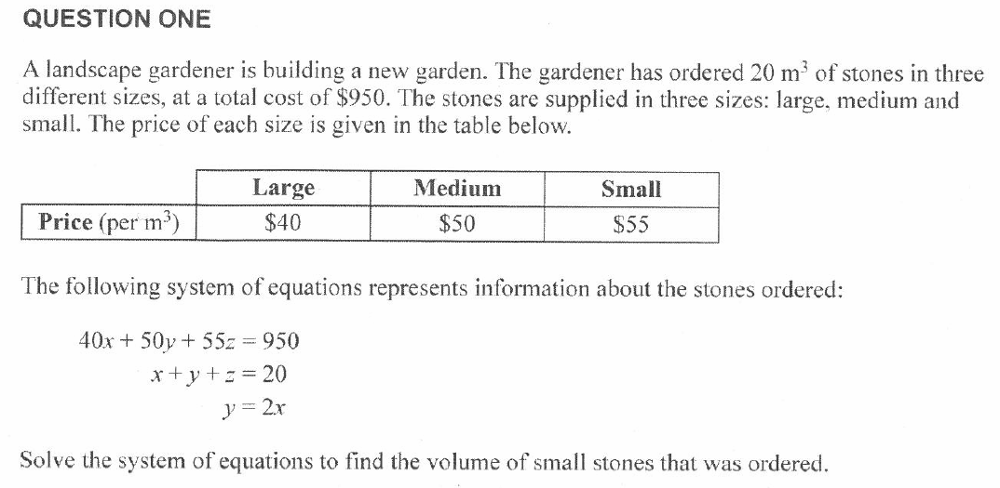 QUESTION ONE
A landscape gardener is building a new garden. The gardener has ordered 20 m³ of stones in three
different sizes, at a total cost of $950. The stones are supplied in three sizes: large, medium and
small. The price of each size is given in the table below.
Large Medium Small
Price (per m³) $40 $50 $55
The following system of equations represents information about the stones ordered:
40x + 50y + 55z = 950
x + y + z = 20
y = 2x
Solve the system of equations to find the volume of small stones that was ordered.